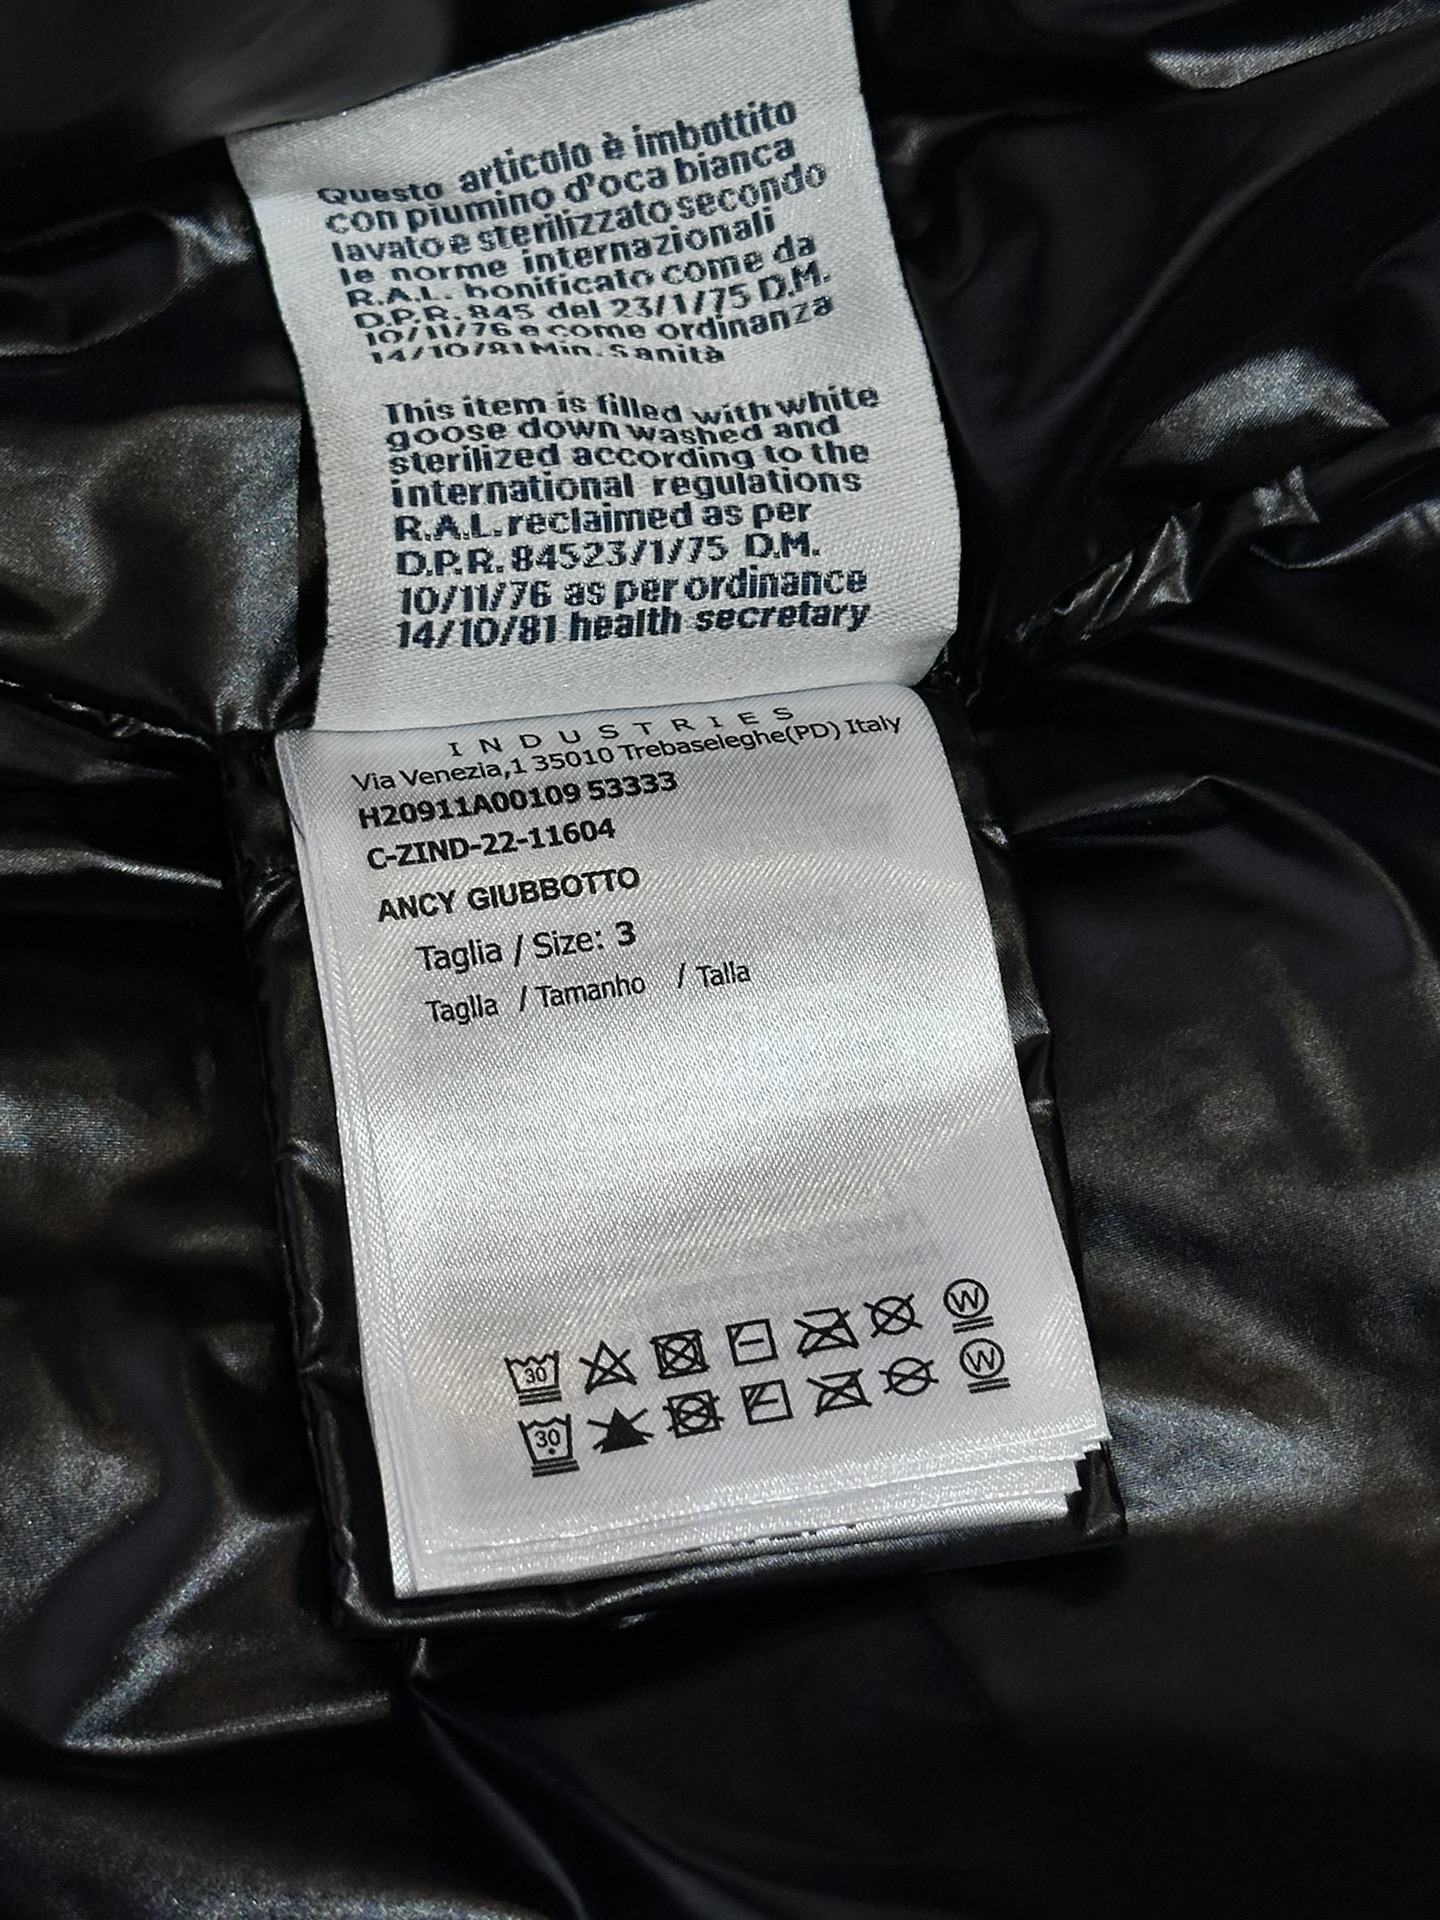 Questo articolo è imbottito
con piumino d'oca bianca
lavato e sterilizzato secondo
le norme internazionali
R.A.L. bonificato come da
D.P.R. 845 del 23/1/75 D.M.
10/11/76 e come ordinanza
14/10/81 Min. Sanità
This item is filled with white
goose down washed and
sterilized according to the
international regulations
R.A.L. reclaimed as per
D.P.R. 84523/1/75 D.M.
10/11/76 as per ordinance
14/10/81 health secretary
INDUSTRIES
Via Venezia,1 35010 Trebaseleghe(PD) Italy
H20911A00109 53333
C-ZIND-22-11604
ANCY GIUBBOTTO
Taglia / Size: 3
Taglla / Tamanho / Talla
30 W
30 W